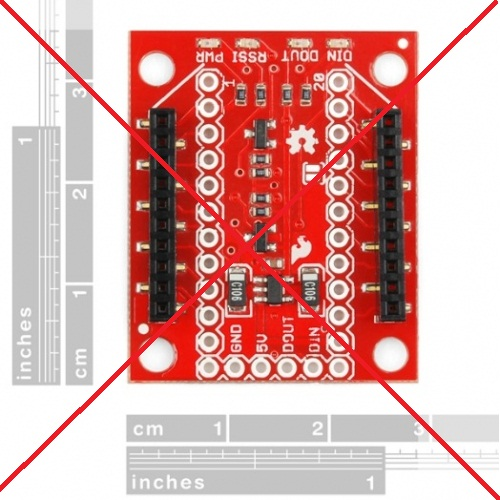 PWR RSSI DOUT DIN
1 20
3
1
2
C106 C106
1
GND 5V DOUT DIN
inches cm
cm 1 2 3
inches 1